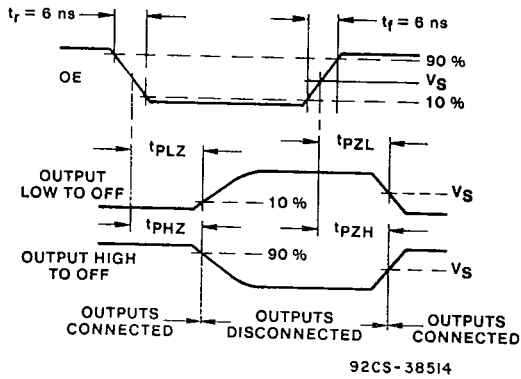 tr = 6 ns
tf = 6 ns
90 %
OE
VS
10 %
tPLZ
tPZL
OUTPUT
LOW TO OFF
10 %
VS
tPHZ
tPZH
OUTPUT HIGH
TO OFF
90 %
VS
OUTPUTS
CONNECTED
OUTPUTS
DISCONNECTED
OUTPUTS
CONNECTED
92CS-38514